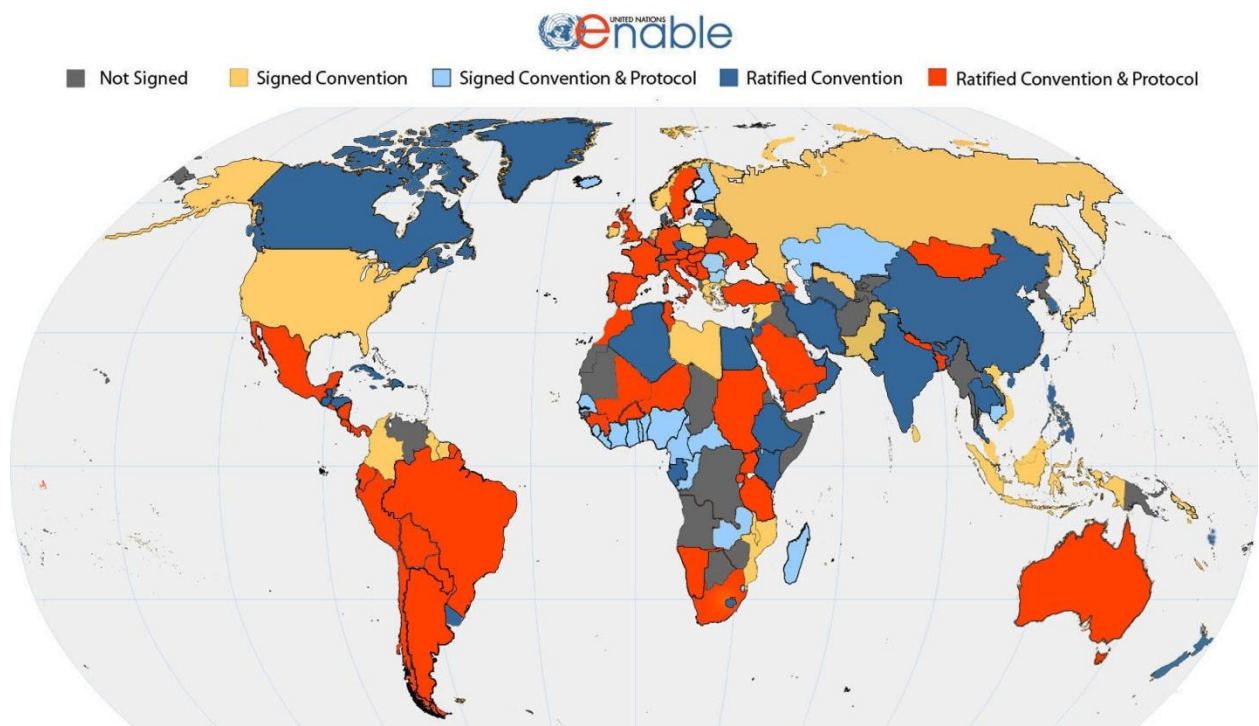 UNITED NATIONS
enable
Not Signed
Signed Convention
Signed Convention & Protocol
Ratified Convention
Ratified Convention & Protocol